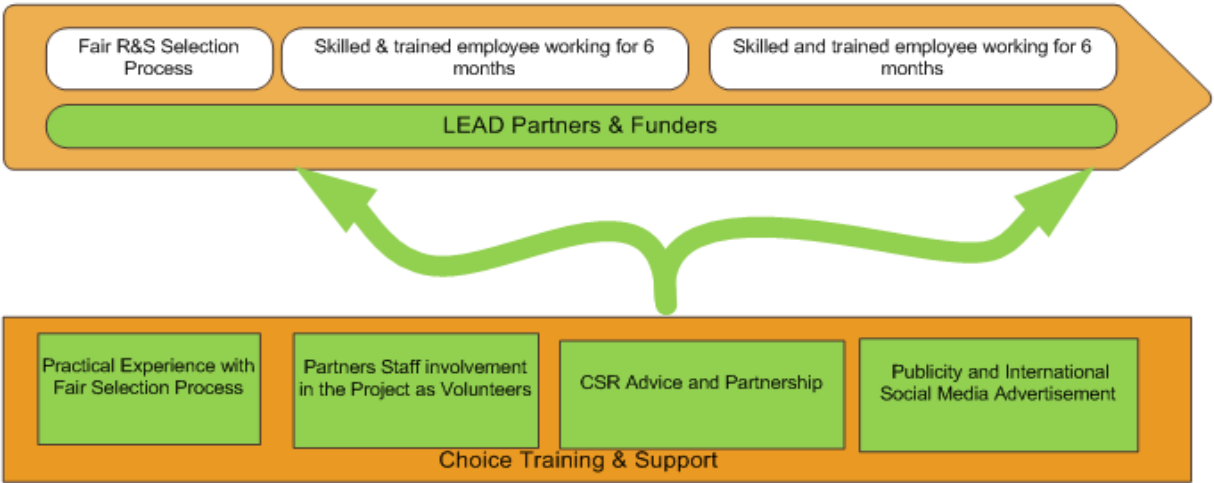 Fair R&S Selection
Process
Skilled & trained employee working for 6
months
Skilled and trained employee working for 6
months
LEAD Partners & Funders
Practical Experience with
Fair Selection Process
Partners Staff involvement
in the Project as Volunteers
CSR Advice and Partnership
Publicity and International
Social Media Advertisement
Choice Training & Support